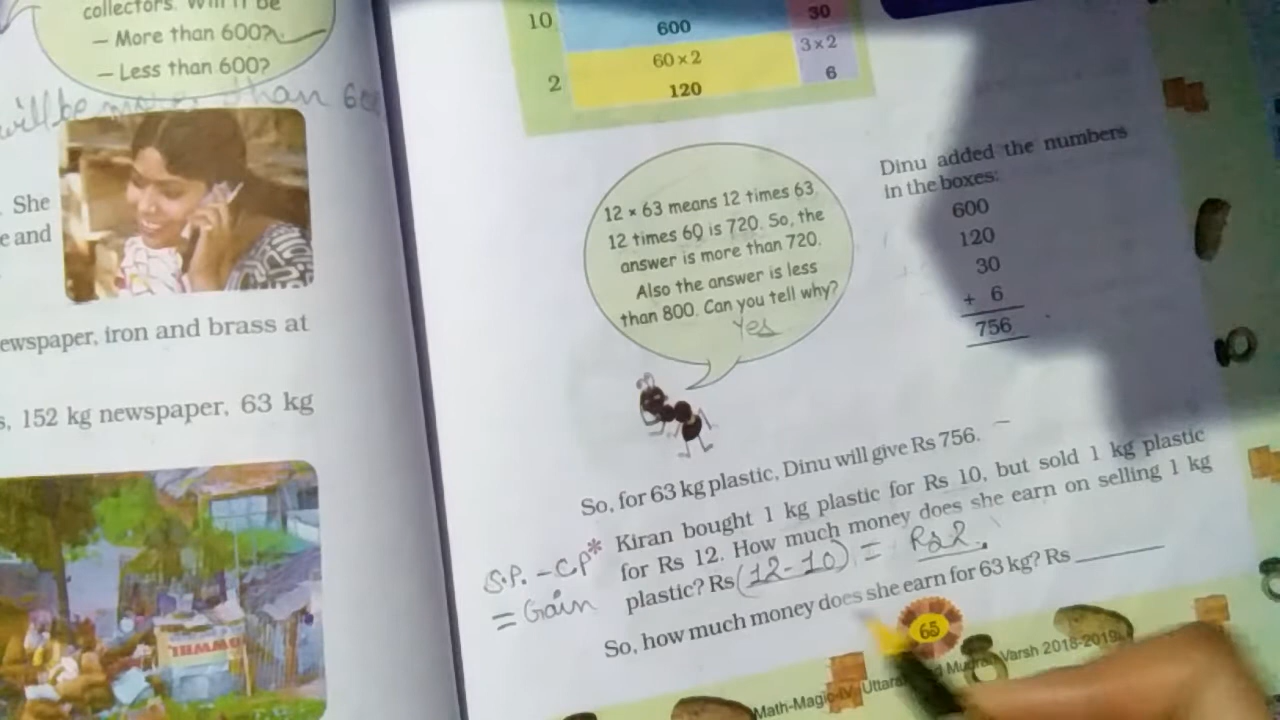 collectors. Will it be
– More than 600?
– Less than 600?
will be more than 600
. She
e and
ewspaper, iron and brass at
s, 152 kg newspaper, 63 kg
10
600
30
60 × 2
3 × 2
2
120
6
12 × 63 means 12 times 63.
12 times 60 is 720. So, the
answer is more than 720.
Also the answer is less
than 800. Can you tell why?
Yes
Dinu added the numbers
in the boxes:
600
120
30
+ 6
756
So, for 63 kg plastic, Dinu will give Rs 756.
* Kiran bought 1 kg plastic for Rs 10, but sold 1 kg plastic
for Rs 12. How much money does she earn on selling 1 kg
plastic? Rs (12-10) = Rs 2.
S.P. – C.P
= Gain
So, how much money does she earn for 63 kg? Rs ________
65
Math-Magic-IV, Mudran Varsh 2018-2019